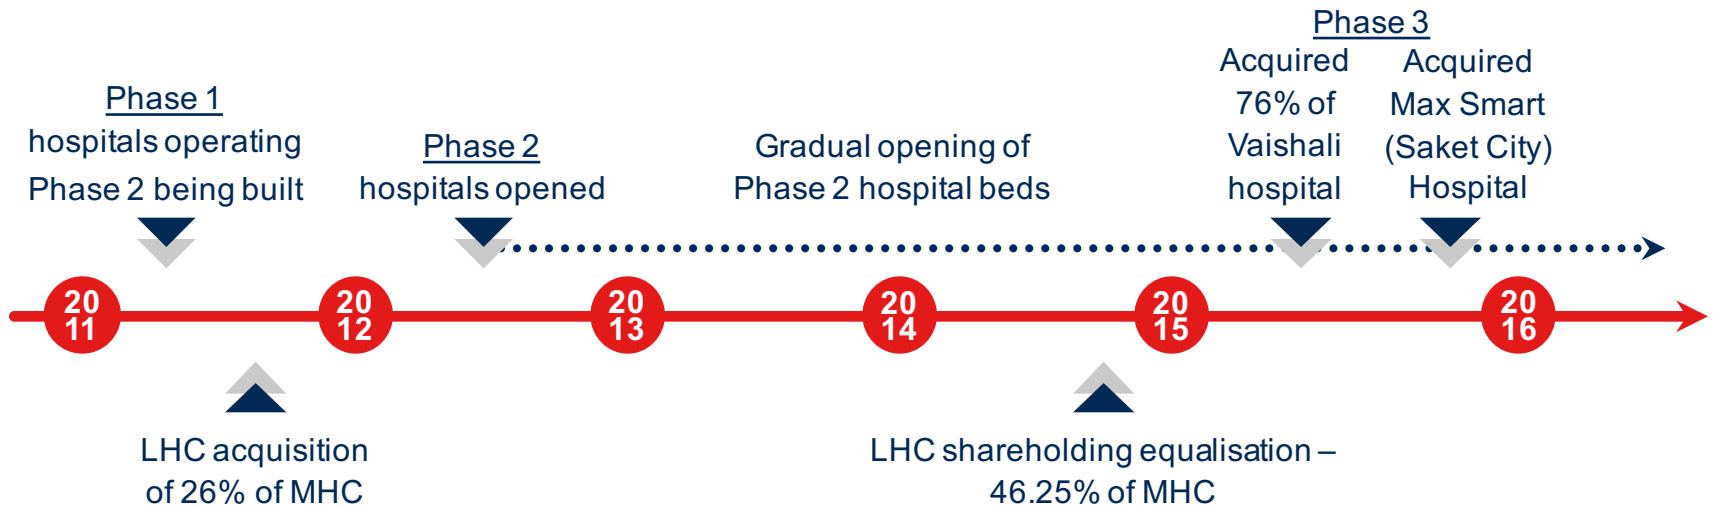 Phase 1
hospitals operating
Phase 2 being built
Phase 2
hospitals opened
Gradual opening of
Phase 2 hospital beds
Phase 3
Acquired
76% of
Vaishali
hospital
Acquired
Max Smart
(Saket City)
Hospital
20
11
20
12
20
13
20
14
20
15
20
16
LHC acquisition
of 26% of MHC
LHC shareholding equalisation –
46.25% of MHC